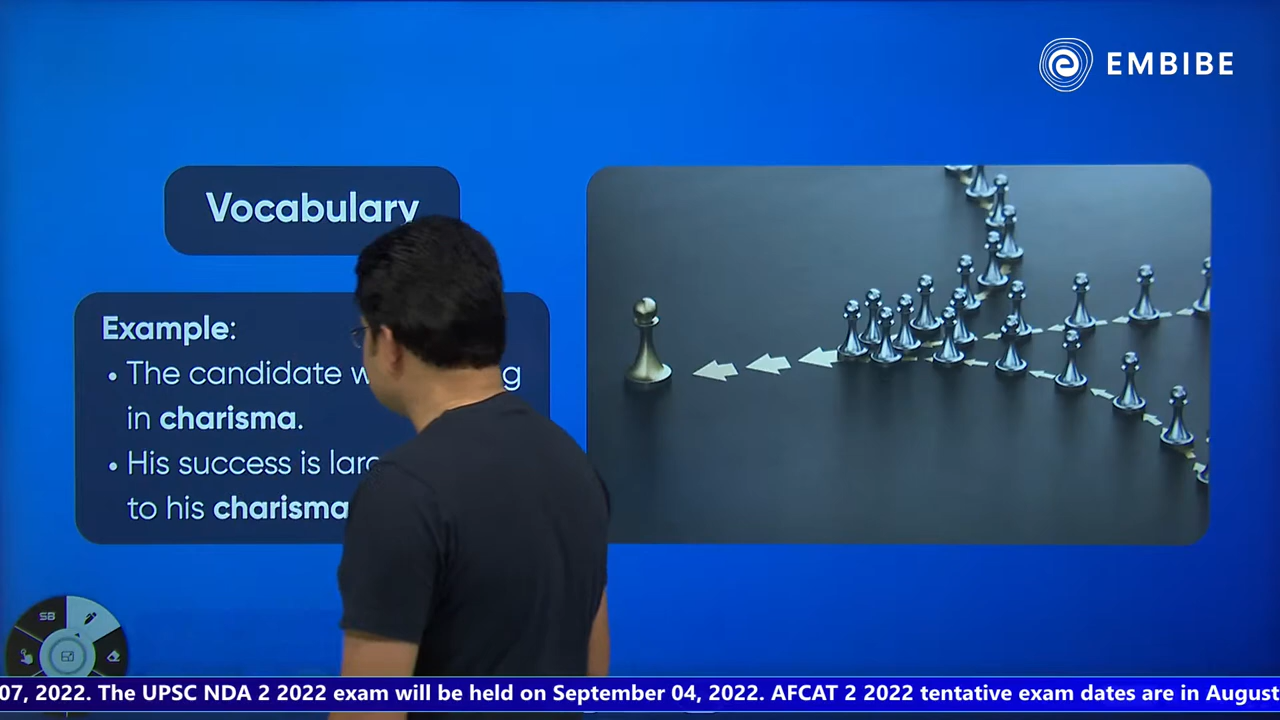 EMBIBE
Vocabulary
Example:
• The candidate w g
in charisma.
• His success is
to his charisma
SB
07, 2022. The UPSC NDA 2 2022 exam will be held on September 04, 2022. AFCAT 2 2022 tentative exam dates are in August